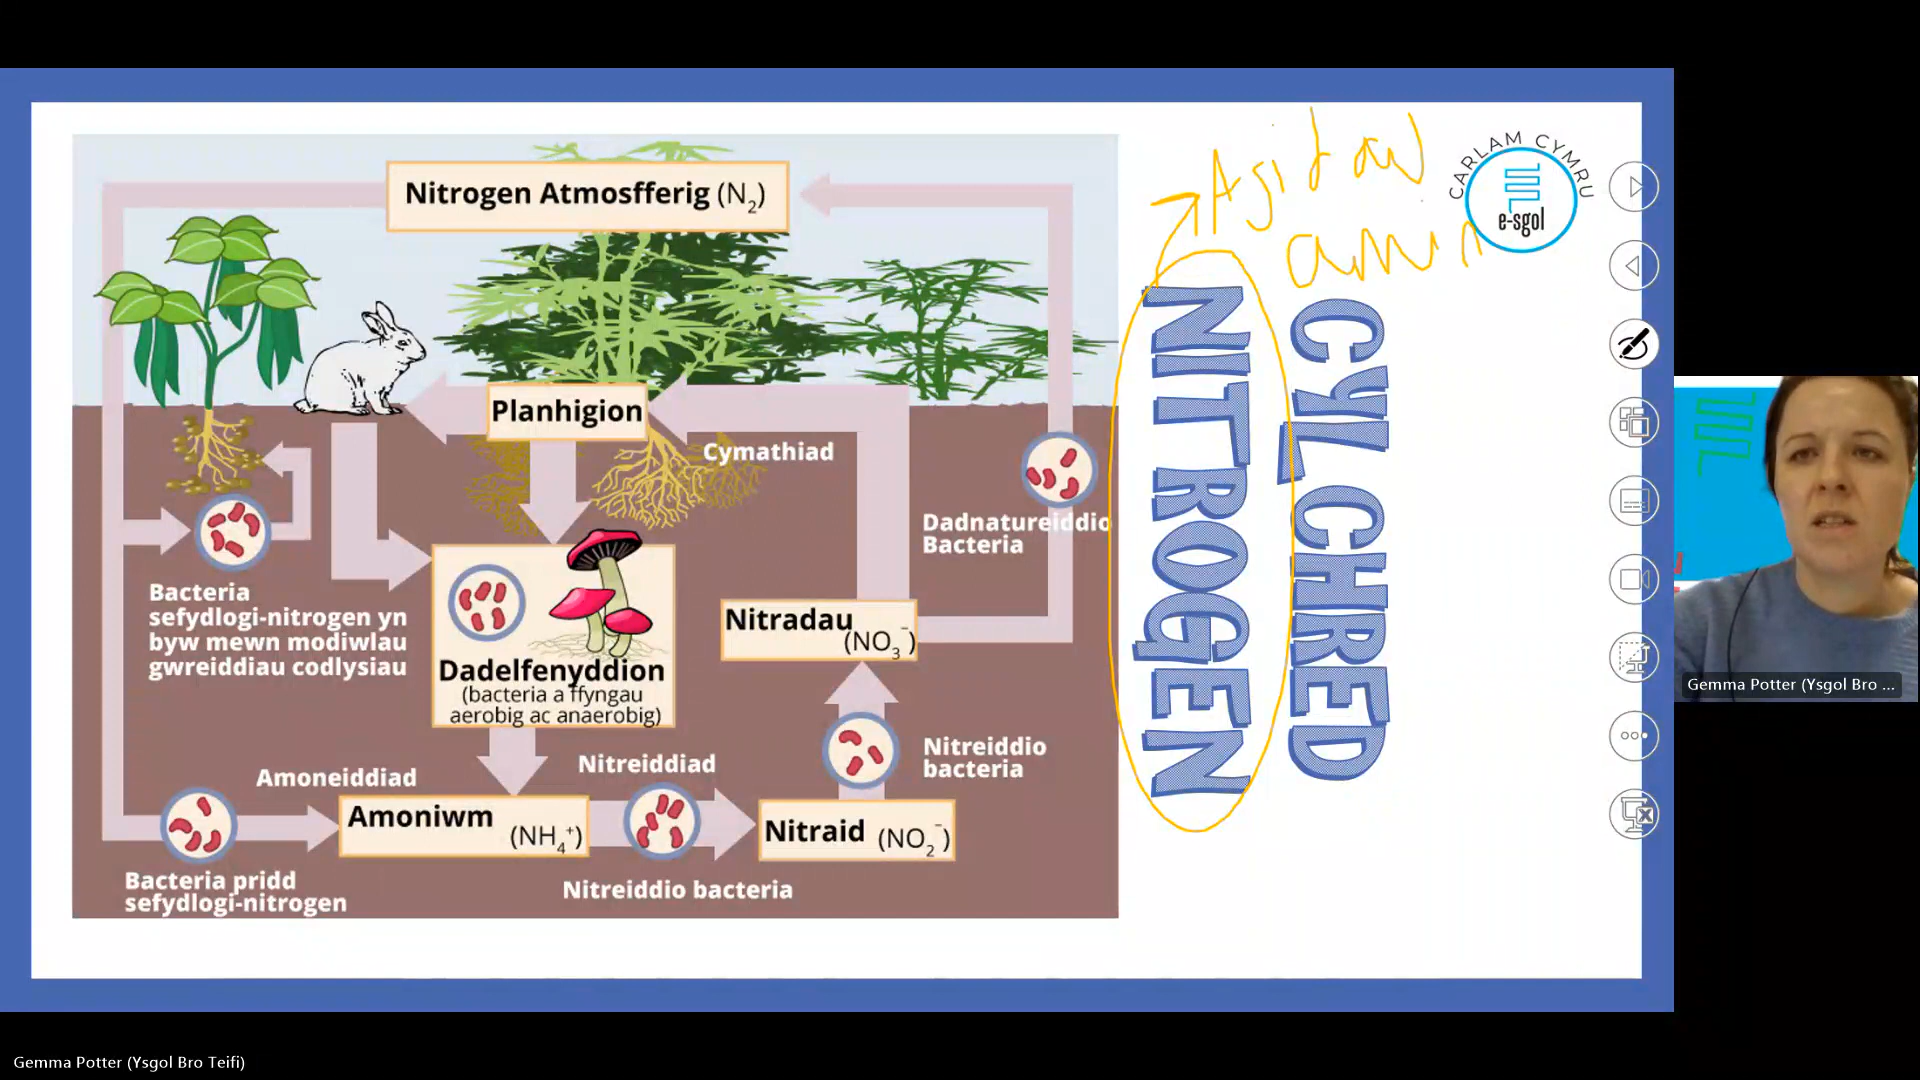 Nitrogen Atmosfferig (N₂)
Planhigion
Cymathiad
Dadnatureiddio
Bacteria
Bacteria
sefydlogi-nitrogen yn
byw mewn modiwlau
gwreiddiau codlysiau
Dadelfenyddion
(bacteria a ffyngau
aerobig ac anaerobig)
Nitradau
(NO₃⁻)
Nitreiddio
bacteria
Amoneiddiad
Nitreiddiad
Amoniwm (NH₄⁺)
Nitraid (NO₂⁻)
Bacteria pridd
sefydlogi-nitrogen
Nitreiddio bacteria
Asidau
amin
CYLCHRED
NITROGEN
CARLAM CYMRU
e-sgol
Gemma Potter (Ysgol Bro ...
Gemma Potter (Ysgol Bro Teifi)